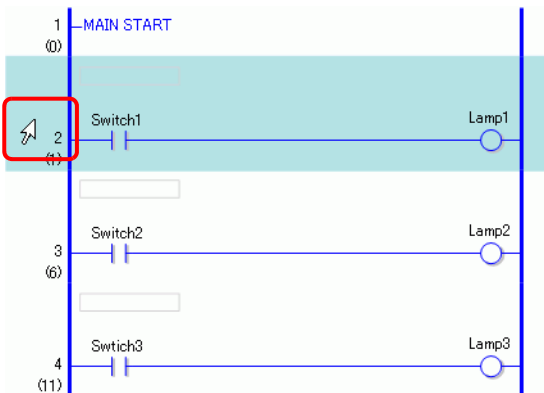 1 MAIN START
(0)
Switch1 Lamp1
2
(1)
Switch2 Lamp2
3
(6)
Swtich3 Lamp3
4
(11)